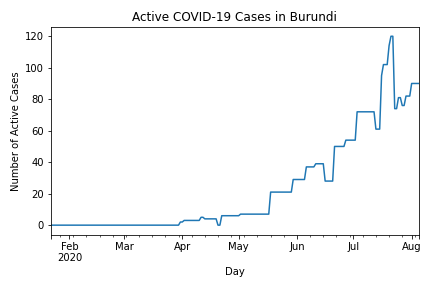 Active COVID-19 Cases in Burundi
Number of Active Cases
120
100
80
60
40
20
0
Feb Mar Apr May Jun Jul Aug
2020
Day